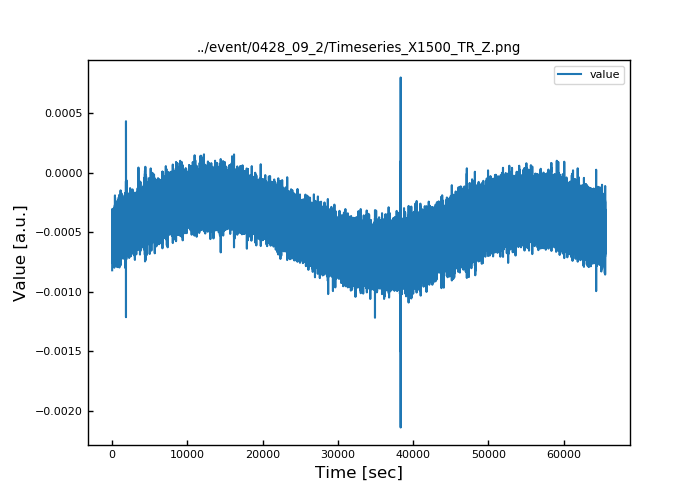 ../event/0428_09_2/Timeseries_X1500_TR_Z.png
value
0.0005
0.0000
−0.0005
−0.0010
−0.0015
−0.0020
Value [a.u.]
0 10000 20000 30000 40000 50000 60000
Time [sec]